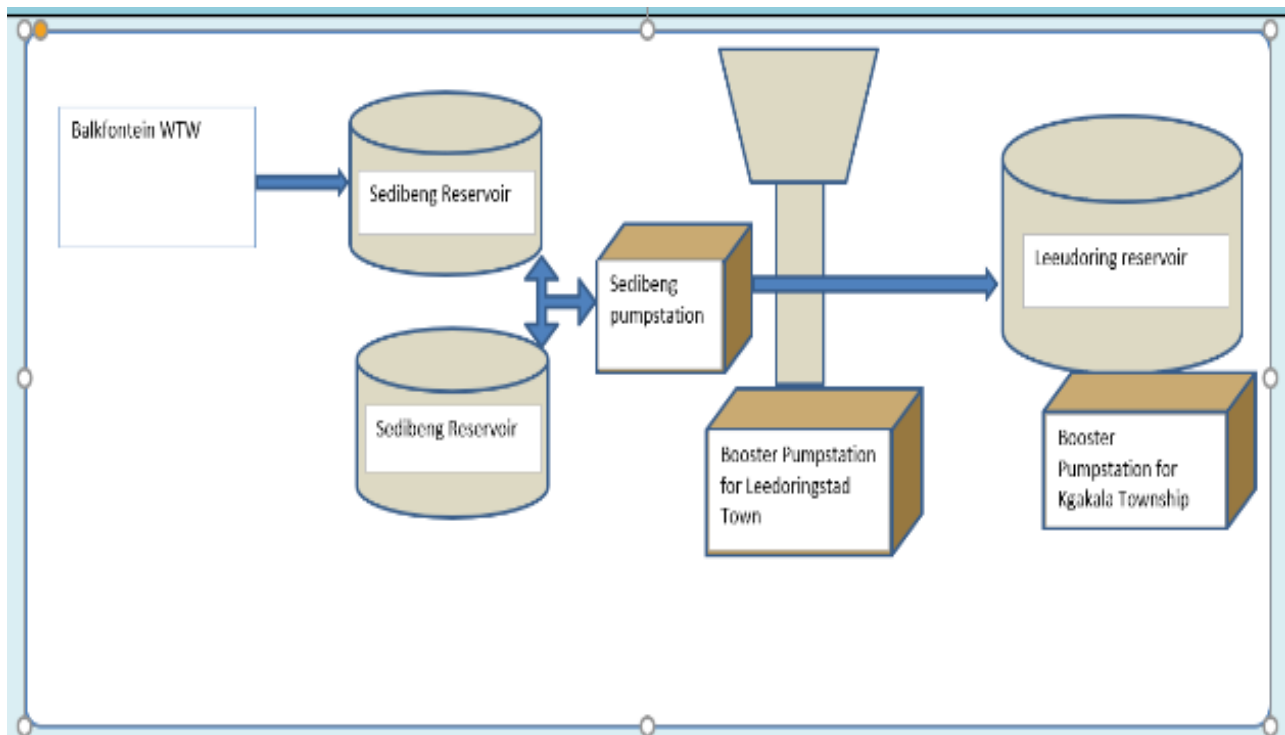 Balkfontein WTW
Sedibeng Reservoir
Sedibeng Reservoir
Sedibeng
pumpstation
Booster Pumpstation
for Leedoringstad
Town
Leeudoring reservoir
Booster
Pumpstation for
Kgakala Township